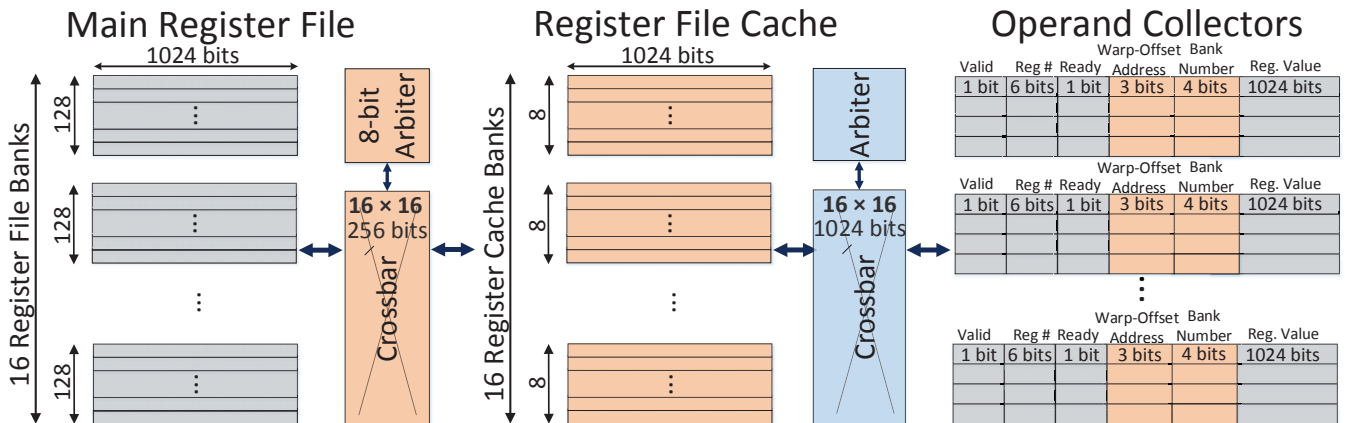 Main Register File
1024 bits
16 Register File Banks
128
⋮
128
⋮
...
128
⋮
8-bit
Arbiter
16 × 16
256 bits
Crossbar
Register File Cache
1024 bits
16 Register Cache Banks
8
⋮
8
⋮
...
8
⋮
Arbiter
16 × 16
1024 bits
Crossbar
Operand Collectors
Valid Reg # Ready Warp-Offset Address Bank Number Reg. Value
1 bit 6 bits 1 bit 3 bits 4 bits 1024 bits
Valid Reg # Ready Warp-Offset Address Bank Number Reg. Value
1 bit 6 bits 1 bit 3 bits 4 bits 1024 bits
⋮
Valid Reg # Ready Warp-Offset Address Bank Number Reg. Value
1 bit 6 bits 1 bit 3 bits 4 bits 1024 bits